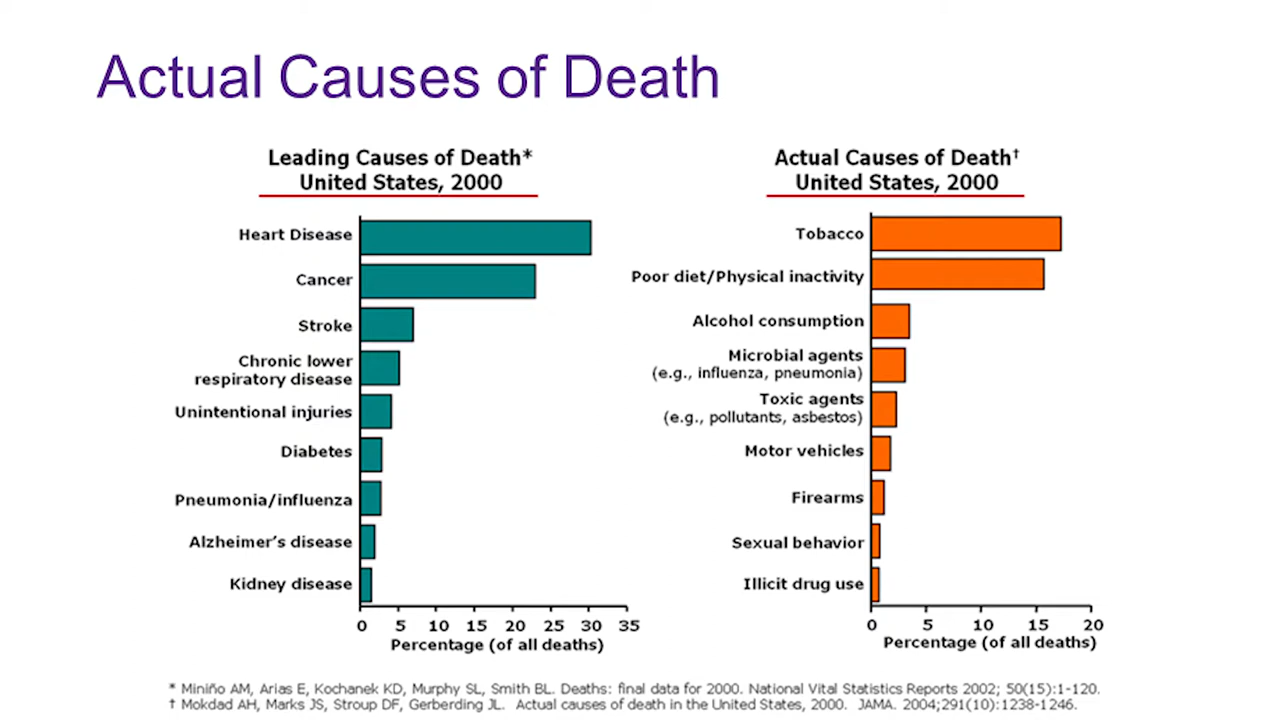 Actual Causes of Death
Leading Causes of Death*
United States, 2000
Heart Disease
Cancer
Stroke
Chronic lower
respiratory disease
Unintentional injuries
Diabetes
Pneumonia/influenza
Alzheimer's disease
Kidney disease
0 5 10 15 20 25 30 35
Percentage (of all deaths)
Actual Causes of Death†
United States, 2000
Tobacco
Poor diet/Physical inactivity
Alcohol consumption
Microbial agents
(e.g., influenza, pneumonia)
Toxic agents
(e.g., pollutants, asbestos)
Motor vehicles
Firearms
Sexual behavior
Illicit drug use
0 5 10 15 20
Percentage (of all deaths)
* Miniño AM, Arias E, Kochanek KD, Murphy SL, Smith BL. Deaths: final data for 2000. National Vital Statistics Reports 2002; 50(15):1-120.
† Mokdad AH, Marks JS, Stroup DF, Gerberding JL. Actual causes of death in the United States, 2000. JAMA. 2004;291(10):1238-1246.